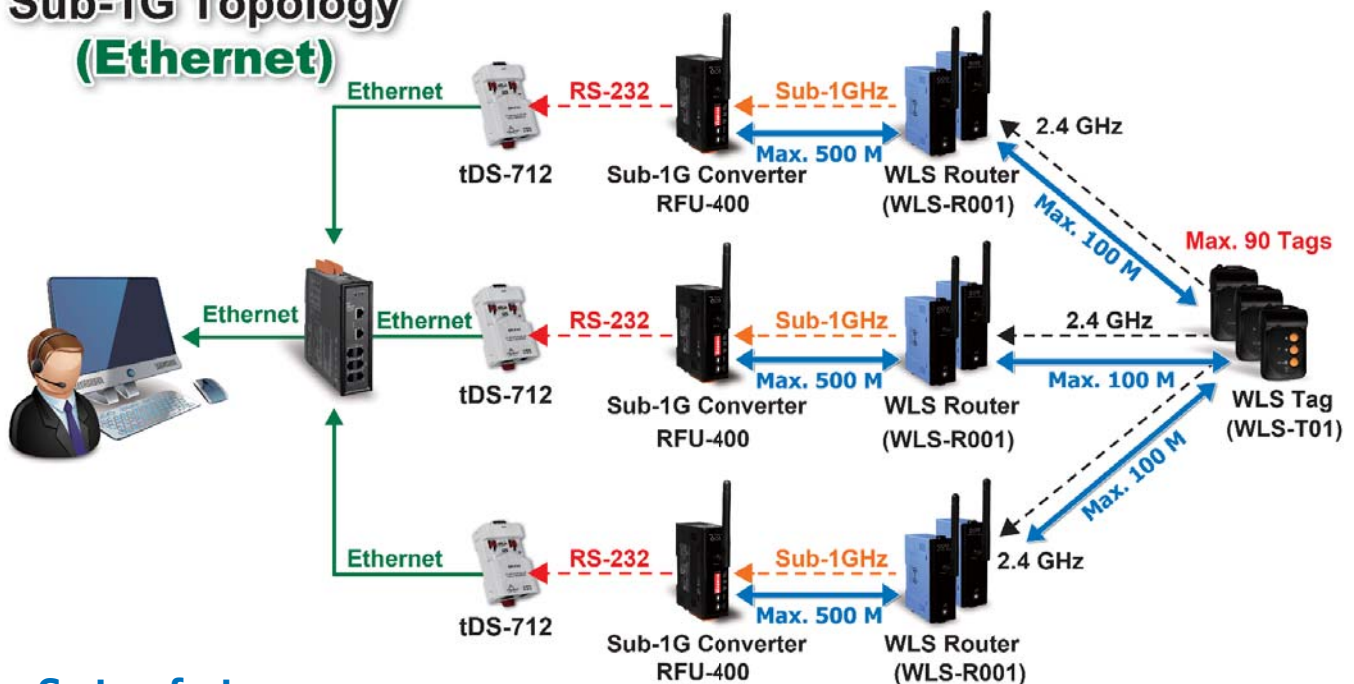 Sub-1G Topology
(Ethernet)
Ethernet
RS-232
Sub-1GHz
2.4 GHz
Max. 500 M
tDS-712
Sub-1G Converter
RFU-400
WLS Router
(WLS-R001)
Max. 100 M
Max. 90 Tags
Ethernet
Ethernet
RS-232
Sub-1GHz
2.4 GHz
Max. 500 M
Max. 100 M
tDS-712
Sub-1G Converter
RFU-400
WLS Router
(WLS-R001)
WLS Tag
(WLS-T01)
Max. 100 M
Ethernet
RS-232
Sub-1GHz
2.4 GHz
Max. 500 M
tDS-712
Sub-1G Converter
RFU-400
WLS Router
(WLS-R001)